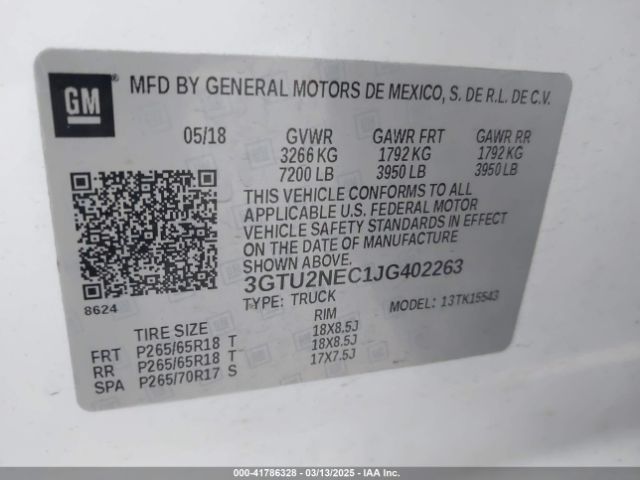 GM
MFD BY GENERAL MOTORS DE MEXICO, S. DE R.L. DE C.V.
05/18 GVWR GAWR FRT GAWR RR
3266 KG 1792 KG 1792 KG
7200 LB 3950 LB 3950 LB
THIS VEHICLE CONFORMS TO ALL
APPLICABLE U.S. FEDERAL MOTOR
VEHICLE SAFETY STANDARDS IN EFFECT
ON THE DATE OF MANUFACTURE
SHOWN ABOVE.
3GTU2NEC1JG402263
8624
TYPE: TRUCK MODEL: 13TK15543
TIRE SIZE RIM
FRT P265/65R18 T 18X8.5J
RR P265/65R18 T 18X8.5J
SPA P265/70R17 S 17X7.5J
000-41786328 - 03/13/2025 - IAAI.COM